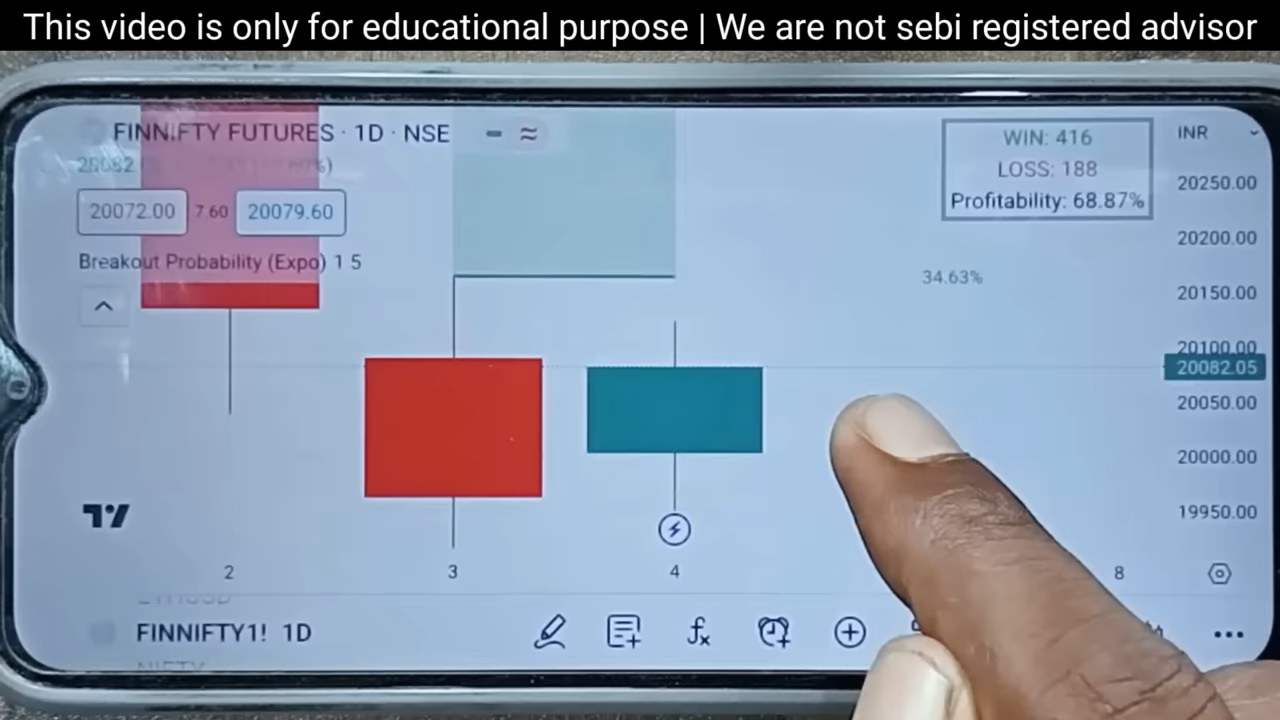 This video is only for educational purpose | We are not sebi registered advisor
FINNIFTY FUTURES · 1D · NSE
INR
WIN: 416
LOSS: 188
Profitability: 68.87%
20072.00 7.60 20079.60
Breakout Probability (Expo) 1 5
34.63%
20250.00
20200.00
20150.00
20100.00
20082.05
20050.00
20000.00
19950.00
2 3 4 8
FINNIFTY1! 1D
NIFTY